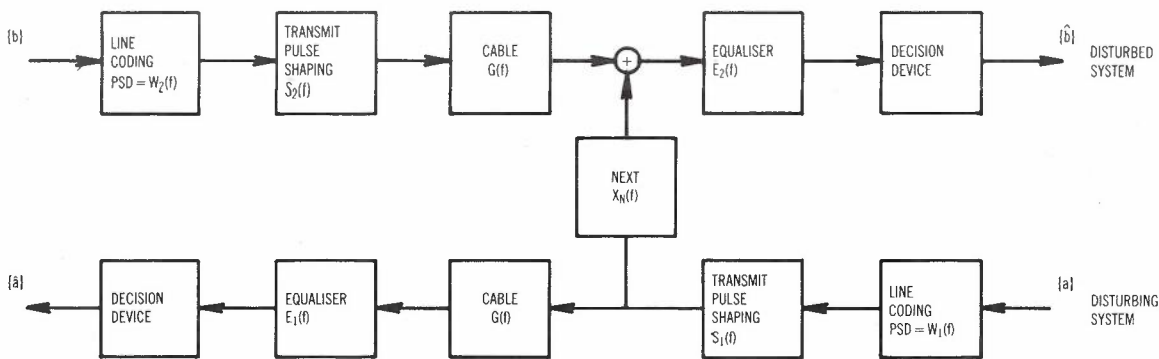 {b}
LINE
CODING
PSD = W₂(f)
TRANSMIT
PULSE
SHAPING
S₂(f)
CABLE
G(f)
+
EQUALISER
E₂(f)
DECISION
DEVICE
{b̂}
DISTURBED
SYSTEM
NEXT
X_N(f)
{â}
DECISION
DEVICE
EQUALISER
E₁(f)
CABLE
G(f)
TRANSMIT
PULSE
SHAPING
S₁(f)
LINE
CODING
PSD = W₁(f)
{a}
DISTURBING
SYSTEM